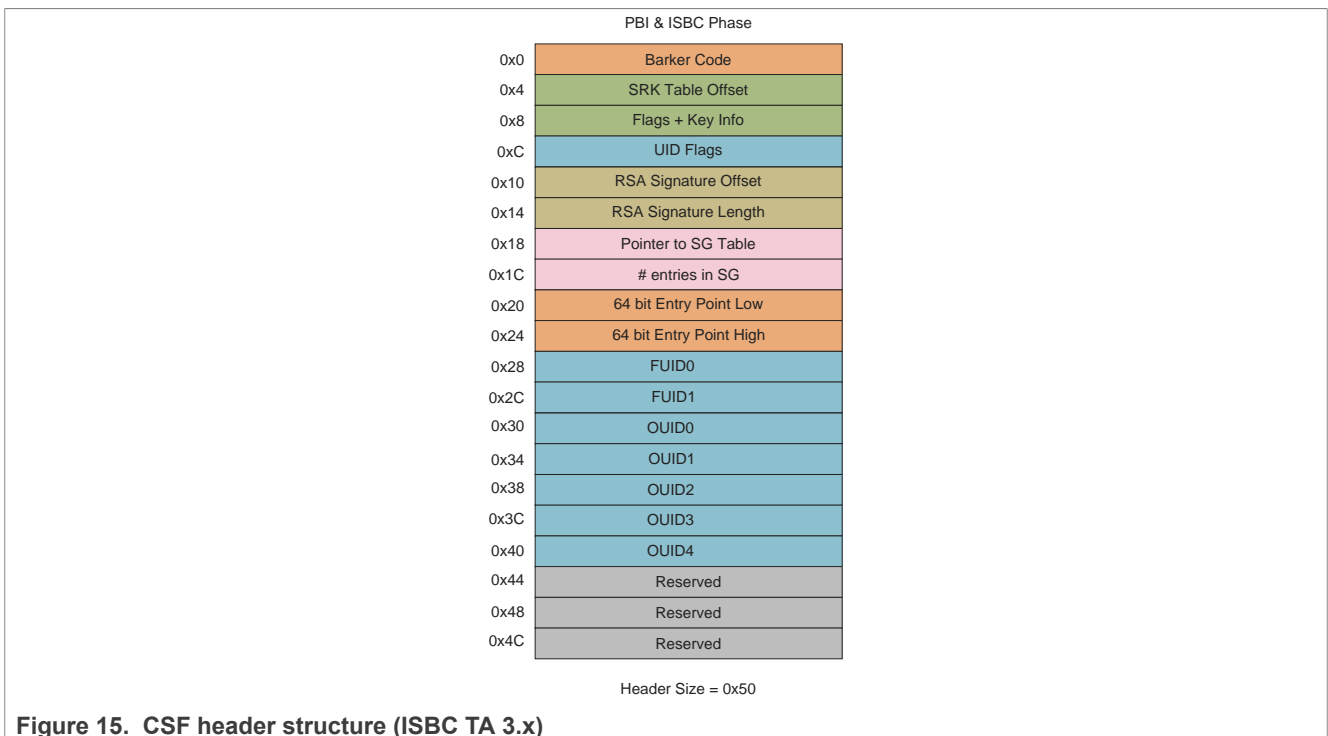 PBI & ISBC Phase
0x0 Barker Code
0x4 SRK Table Offset
0x8 Flags + Key Info
0xC UID Flags
0x10 RSA Signature Offset
0x14 RSA Signature Length
0x18 Pointer to SG Table
0x1C # entries in SG
0x20 64 bit Entry Point Low
0x24 64 bit Entry Point High
0x28 FUID0
0x2C FUID1
0x30 OUID0
0x34 OUID1
0x38 OUID2
0x3C OUID3
0x40 OUID4
0x44 Reserved
0x48 Reserved
0x4C Reserved
Header Size = 0x50
Figure 15. CSF header structure (ISBC TA 3.x)